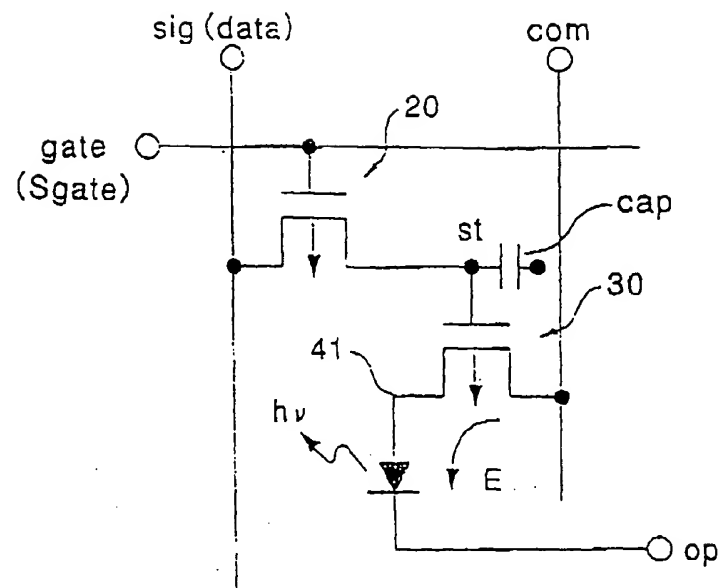 sig (data)
com
20
gate
(Sgate)
cap
st
30
41
hν
E
op